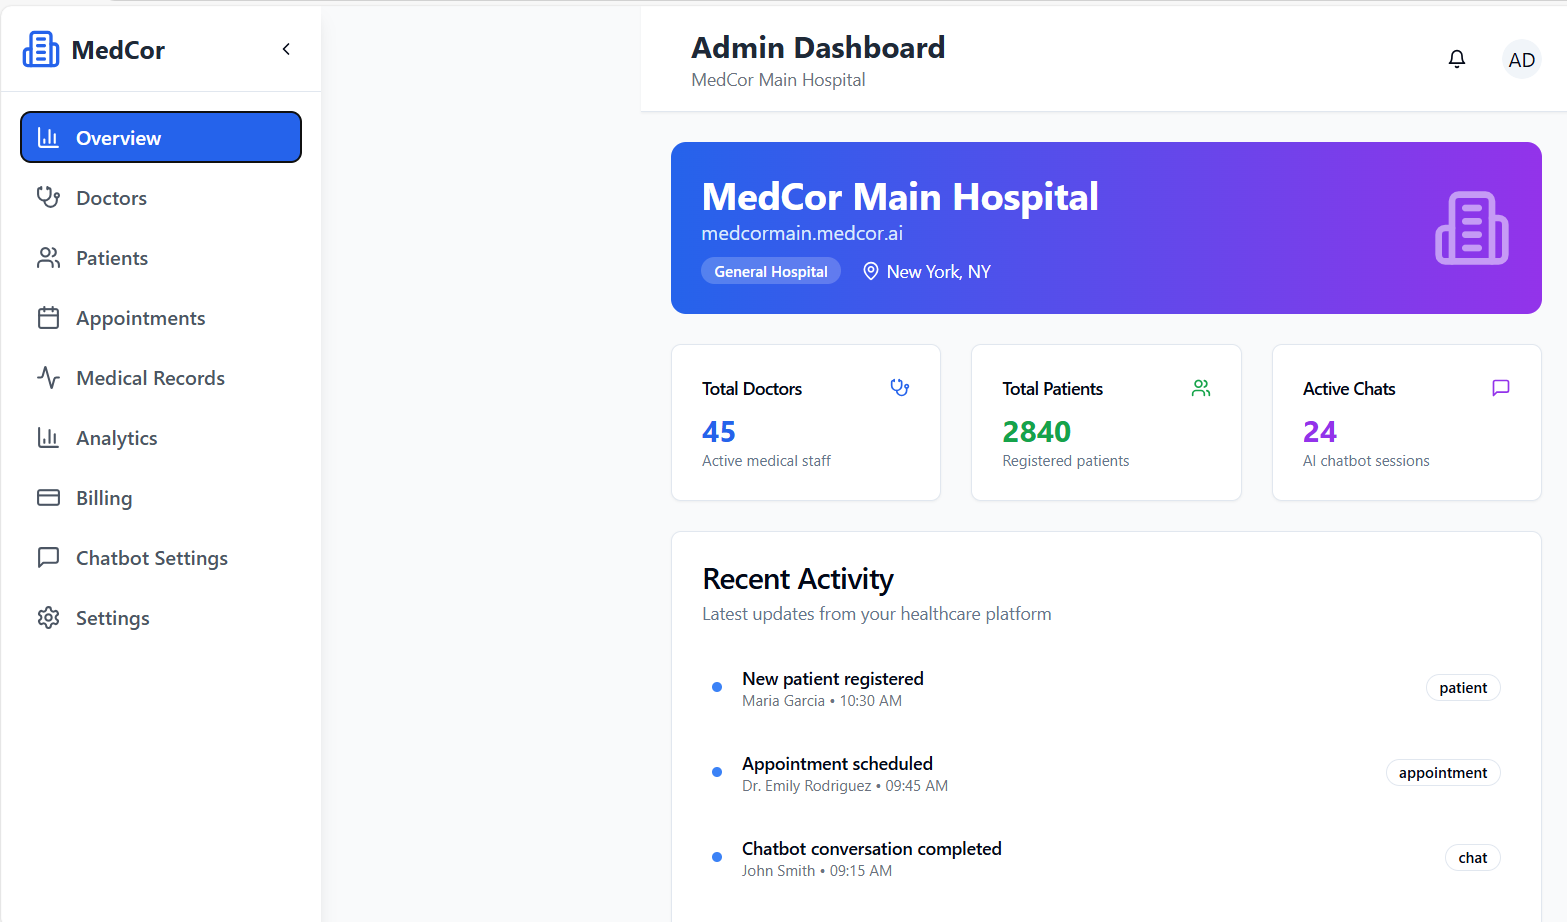 MedCor
Overview
Doctors
Patients
Appointments
Medical Records
Analytics
Billing
Chatbot Settings
Settings
Admin Dashboard
MedCor Main Hospital
AD
MedCor Main Hospital
medcormain.medcor.ai
General Hospital New York, NY
Total Doctors
45
Active medical staff
Total Patients
2840
Registered patients
Active Chats
24
AI chatbot sessions
Recent Activity
Latest updates from your healthcare platform
New patient registered
Maria Garcia • 10:30 AM
patient
Appointment scheduled
Dr. Emily Rodriguez • 09:45 AM
appointment
Chatbot conversation completed
John Smith • 09:15 AM
chat